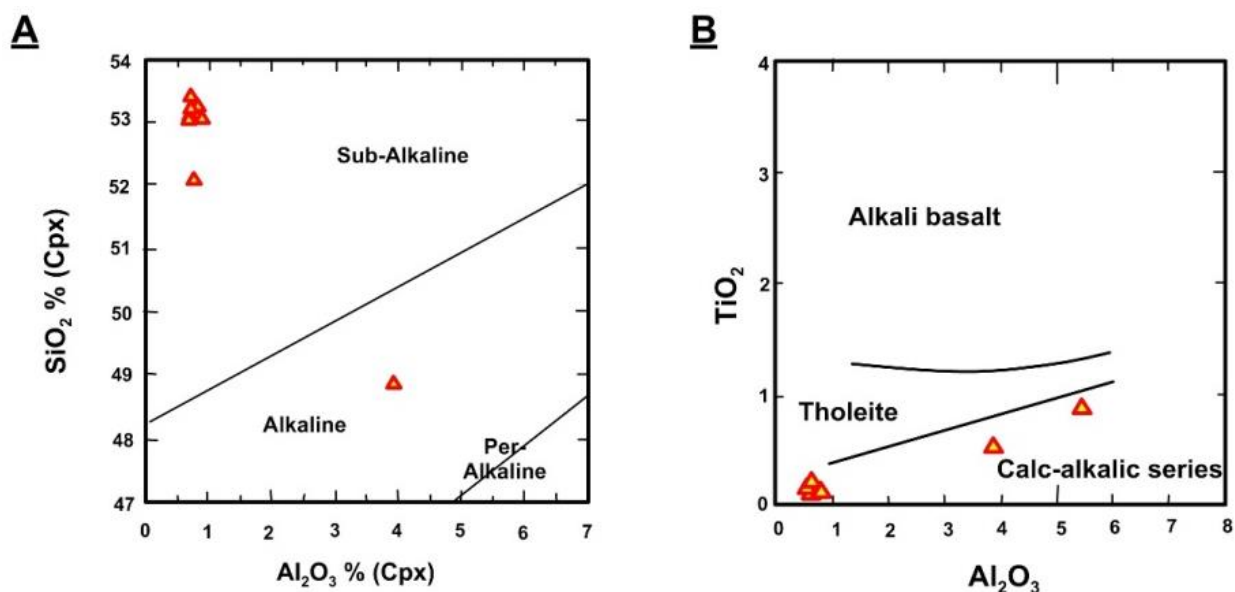 A
54
53
52
51
50
49
48
47
SiO₂ % (Cpx)
Sub-Alkaline
Alkaline
Per-
Alkaline
0 1 2 3 4 5 6 7
Al₂O₃ % (Cpx)
B
4
3
2
1
0
TiO₂
Alkali basalt
Tholeite
Calc-alkalic series
0 1 2 3 4 5 6 7 8
Al₂O₃